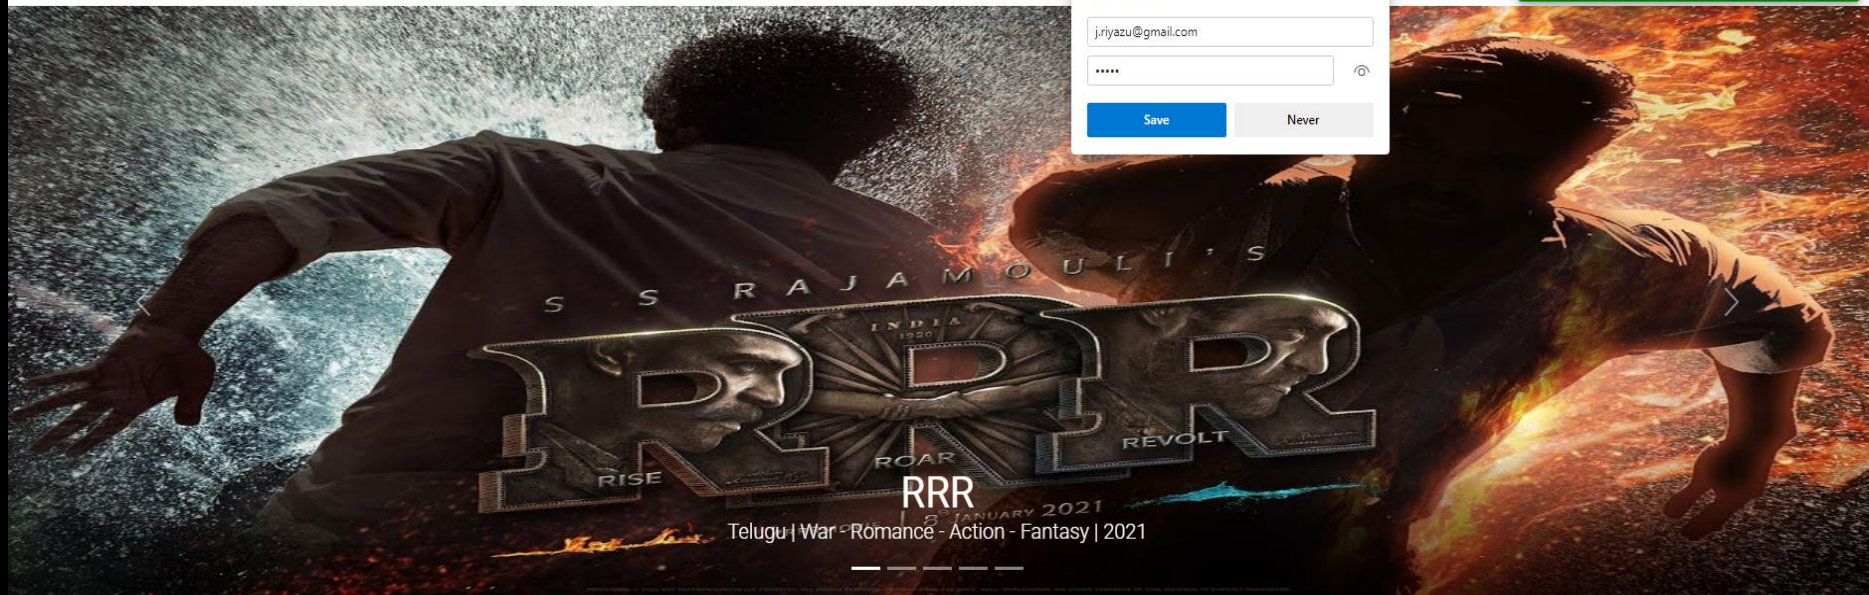 j.riyazu@gmail.com
•••••
Save
Never
S S RAJAMOULI'S
INDIA
1920
RRR
RISE
ROAR
REVOLT
RRR
8 JANUARY 2021
Telugu | War - Romance - Action - Fantasy | 2021